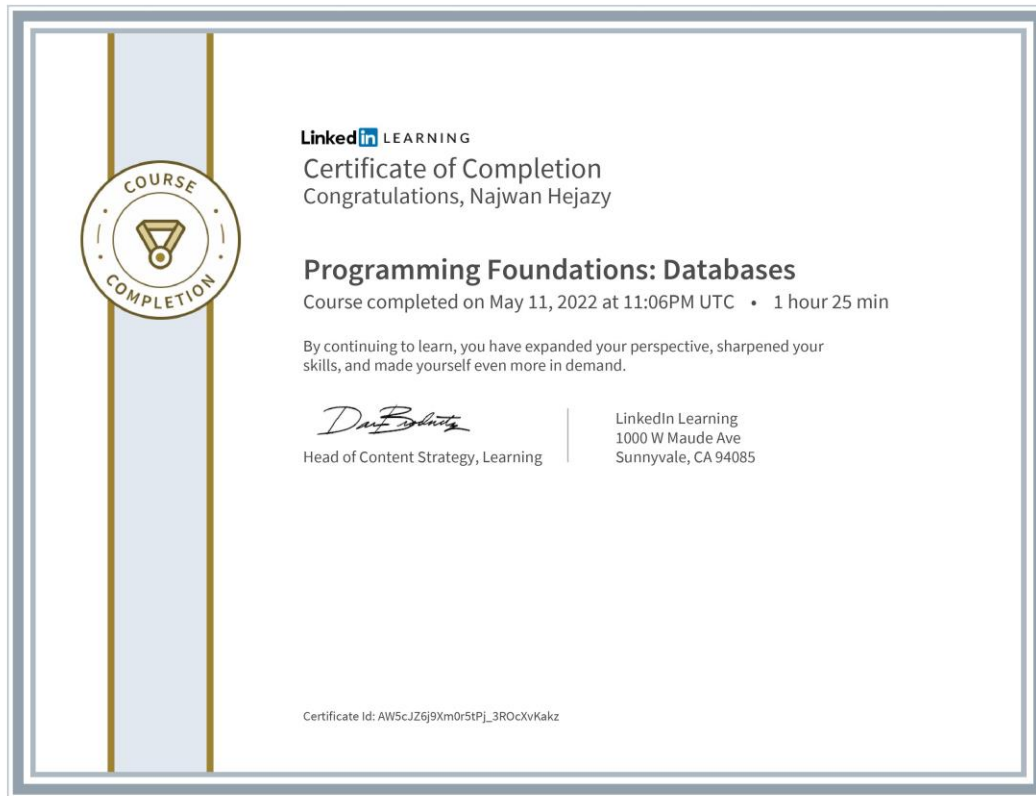 COURSE
COMPLETION
Linked in LEARNING
Certificate of Completion
Congratulations, Najwan Hejazy
Programming Foundations: Databases
Course completed on May 11, 2022 at 11:06PM UTC • 1 hour 25 min
By continuing to learn, you have expanded your perspective, sharpened your
skills, and made yourself even more in demand.
Head of Content Strategy, Learning
LinkedIn Learning
1000 W Maude Ave
Sunnyvale, CA 94085
Certificate Id: AW5cJZ6j9Xm0r5tPj_3ROcXvKakz